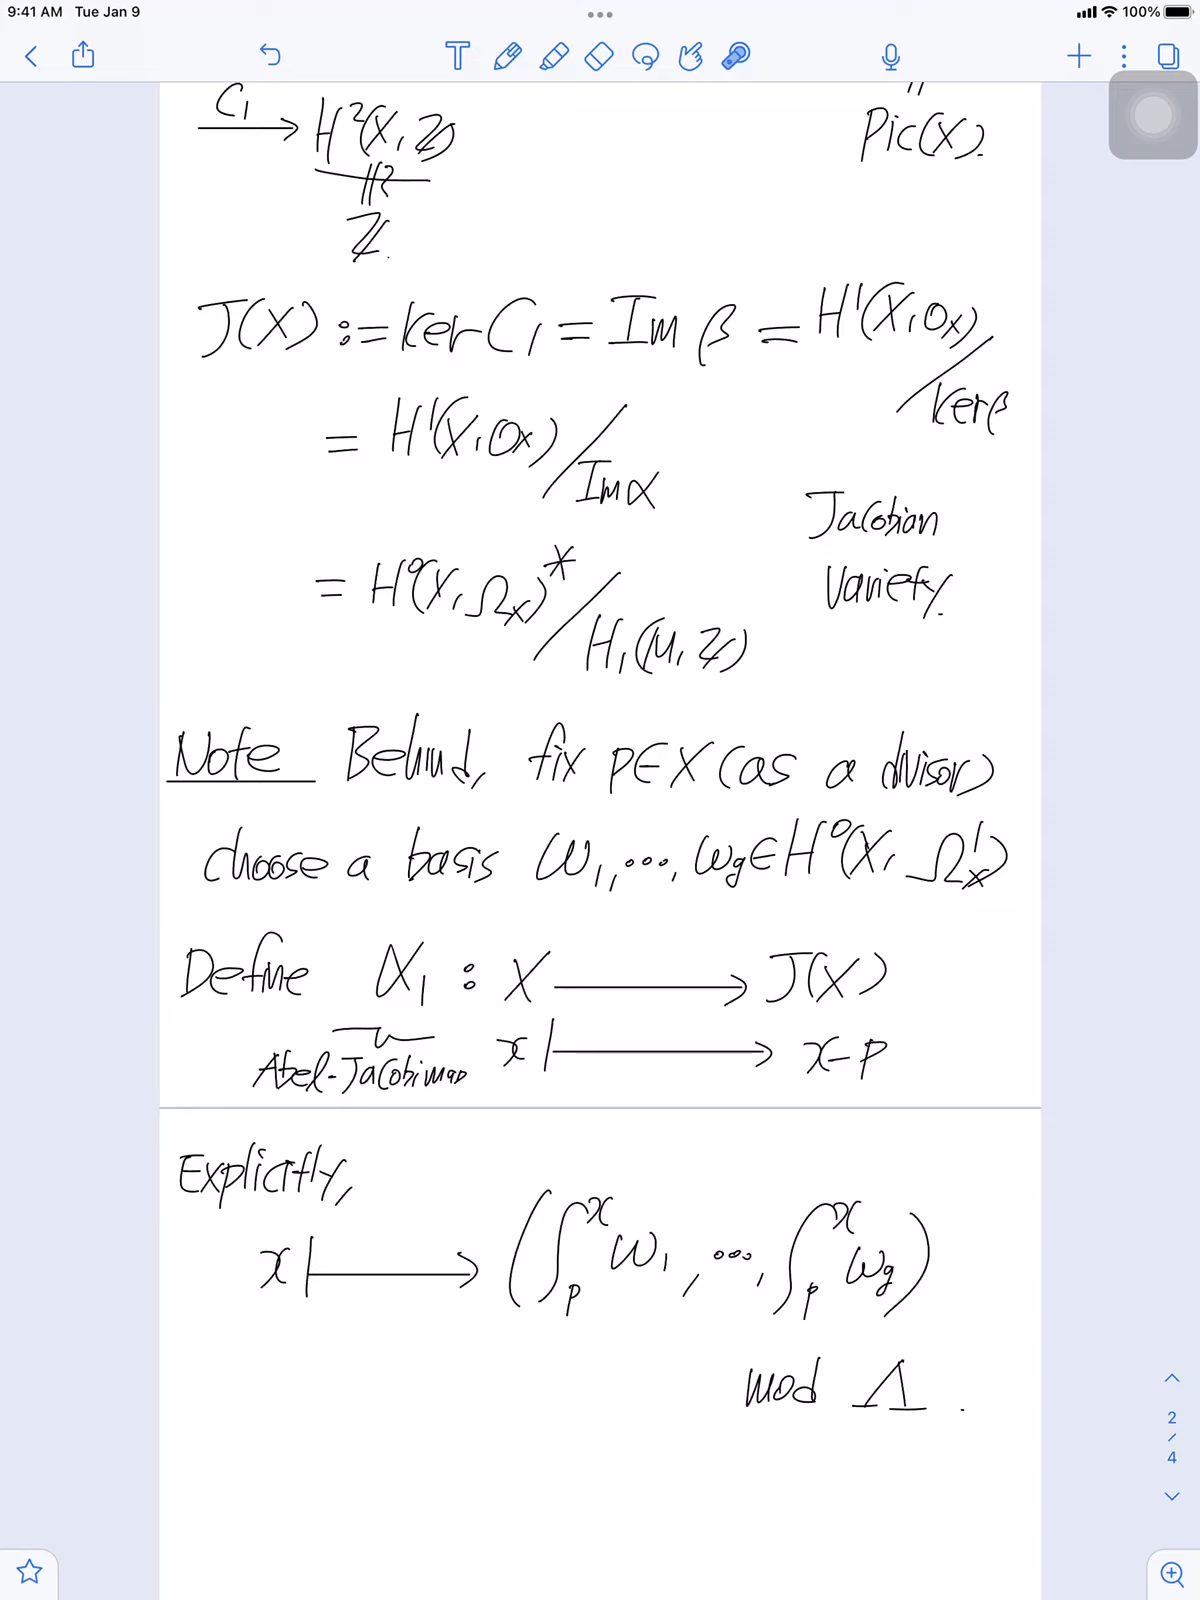 9:41 AM Tue Jan 9
100%
C₁ → H²(X, ℤ)
≅
ℤ.
"
Pic(X).
J(X) := ker C₁ = Im β = H¹(X, Oₓ) / ker β
= H¹(X, Oₓ) / Im α
Jacobian
Variety.
= H⁰(X, Ωₓ)* / H₁(M, ℤ)
Note Behind, fix p ∈ X (as a divisor)
choose a basis ω₁, ..., ωg ∈ H⁰(X, Ω¹ₓ)
Define α₁ : X → J(X)
Abel-Jacobi map x ↦ x - p
Explicitly,
x ↦ (∫ₚˣ ω₁, ..., ∫ₚˣ ωg)
mod Λ.
2
/
4